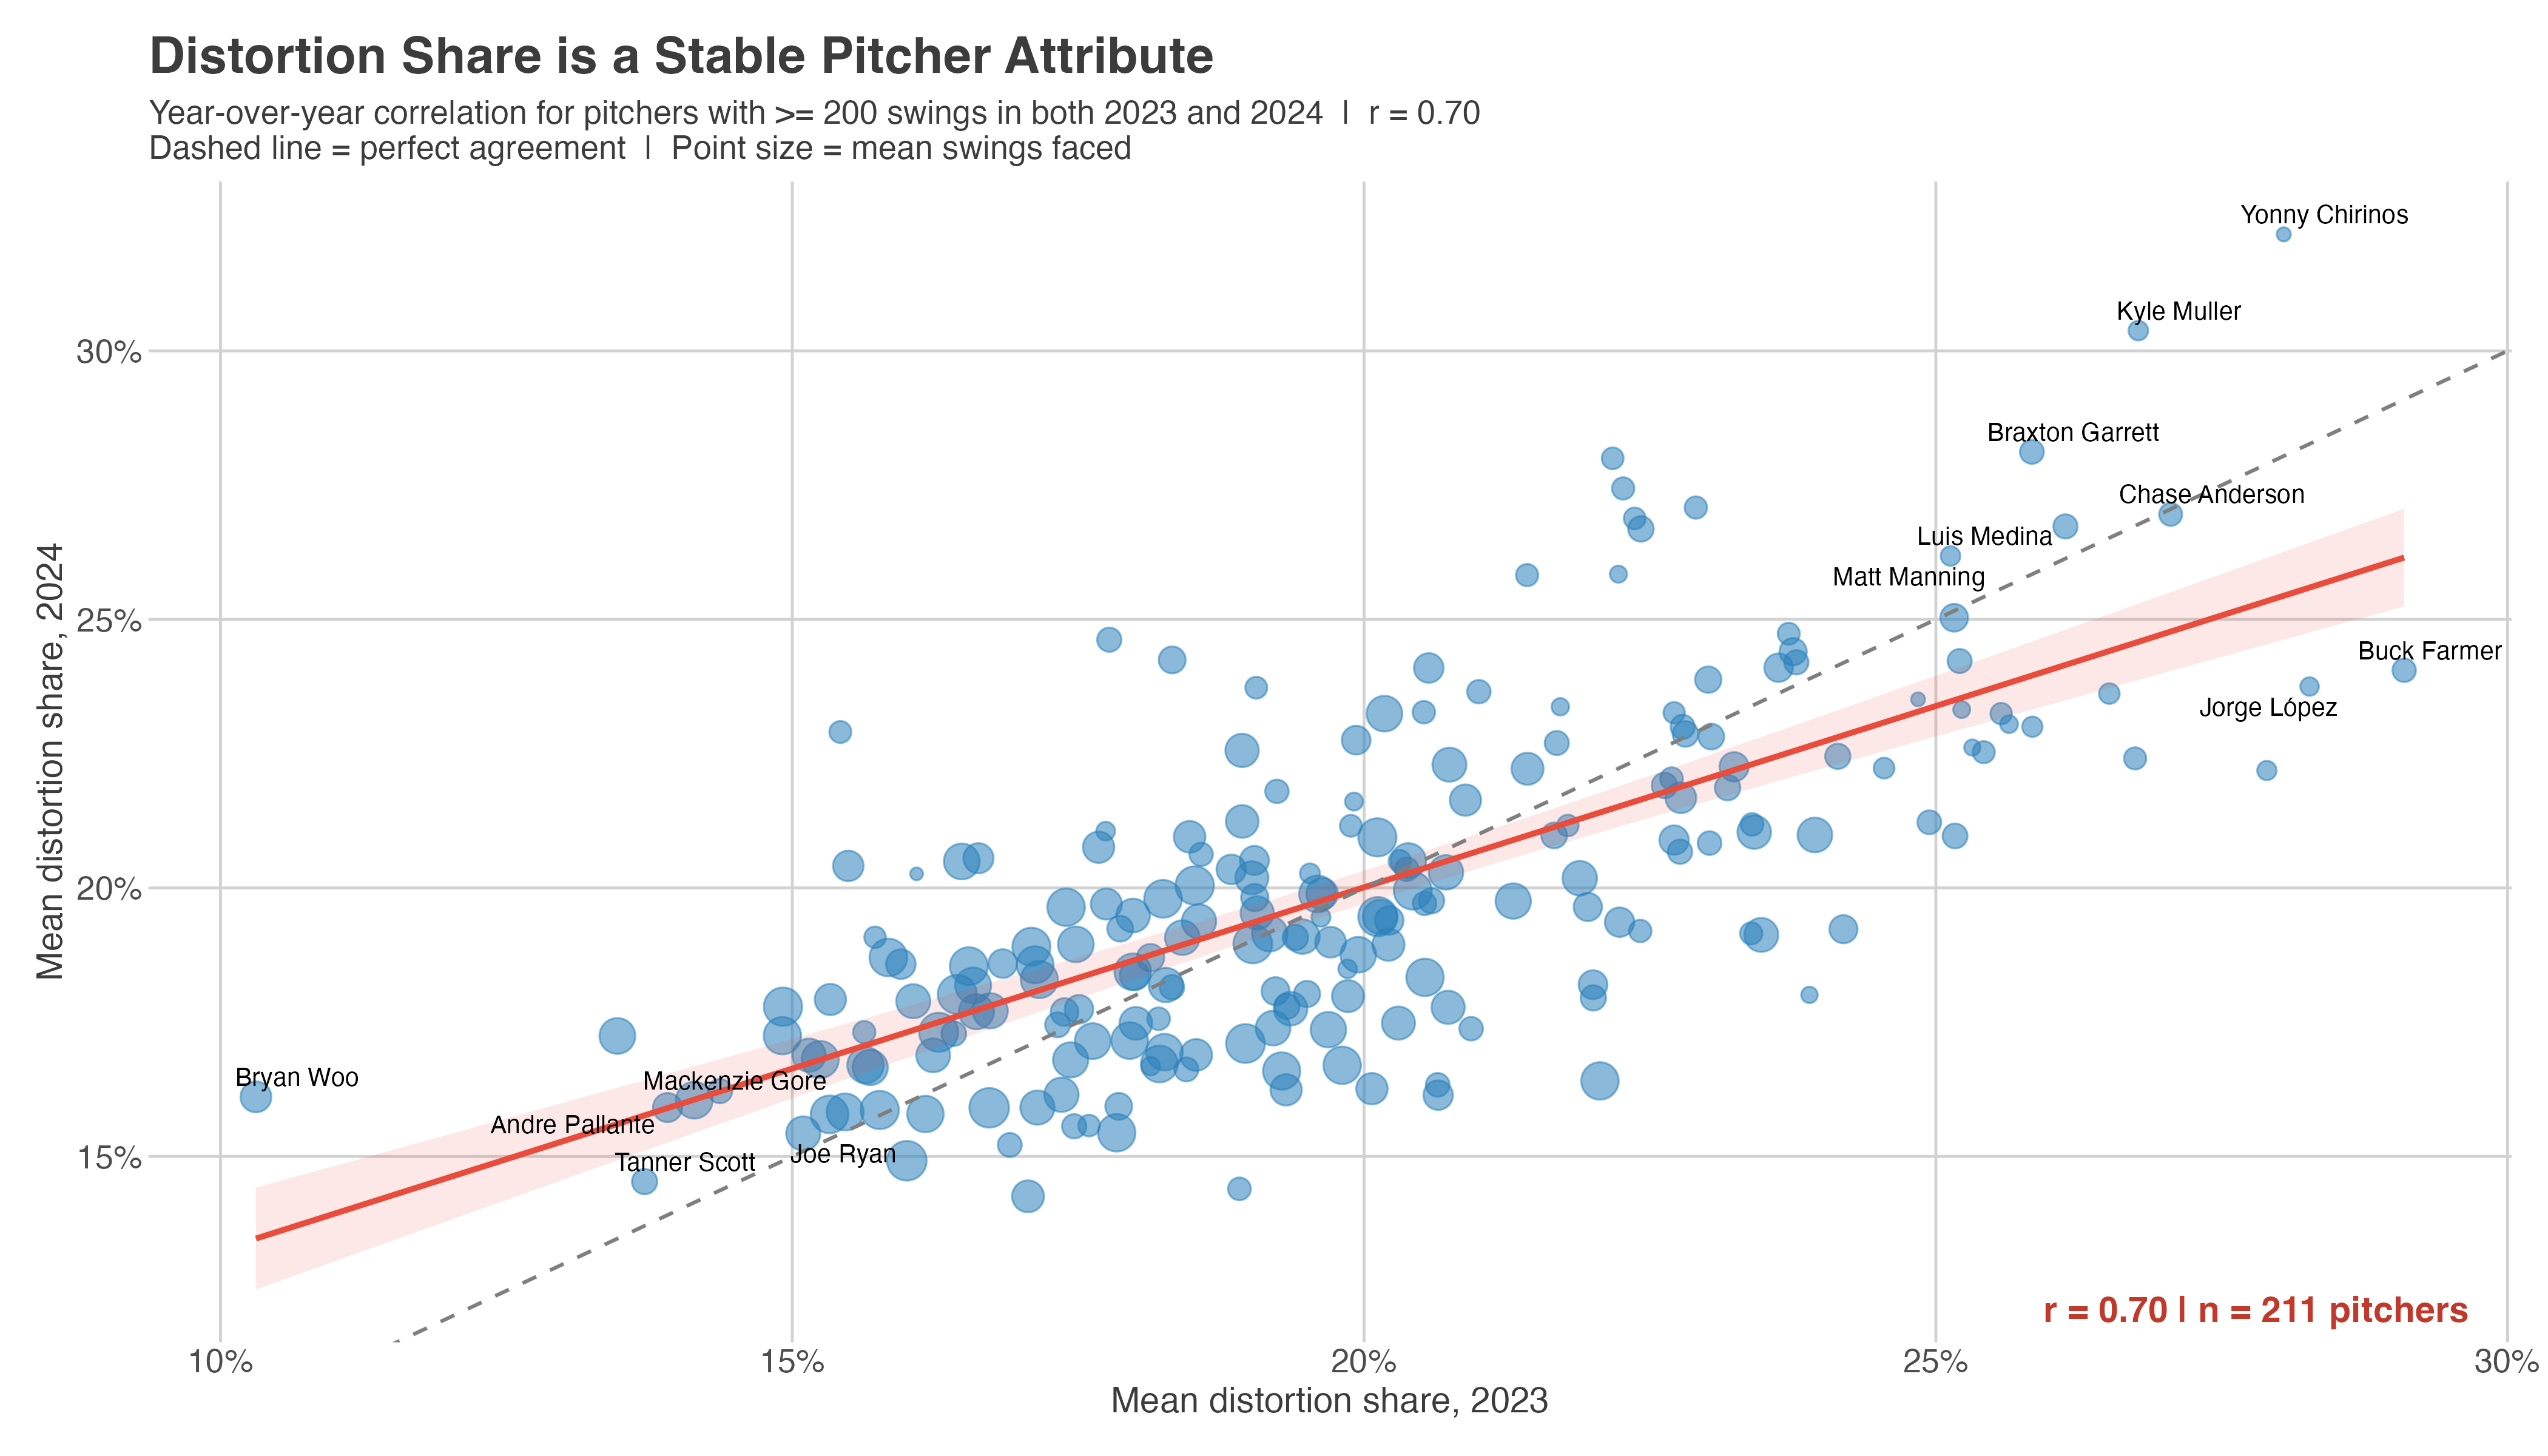 Distortion Share is a Stable Pitcher Attribute
Year-over-year correlation for pitchers with >= 200 swings in both 2023 and 2024 | r = 0.70
Dashed line = perfect agreement | Point size = mean swings faced
Mean distortion share, 2024
30%
25%
20%
15%
Yonny Chirinos
Kyle Muller
Braxton Garrett
Chase Anderson
Luis Medina
Matt Manning
Buck Farmer
Jorge López
Bryan Woo
Mackenzie Gore
Andre Pallante
Joe Ryan
Tanner Scott
r = 0.70 | n = 211 pitchers
10%
15%
20%
25%
30%
Mean distortion share, 2023